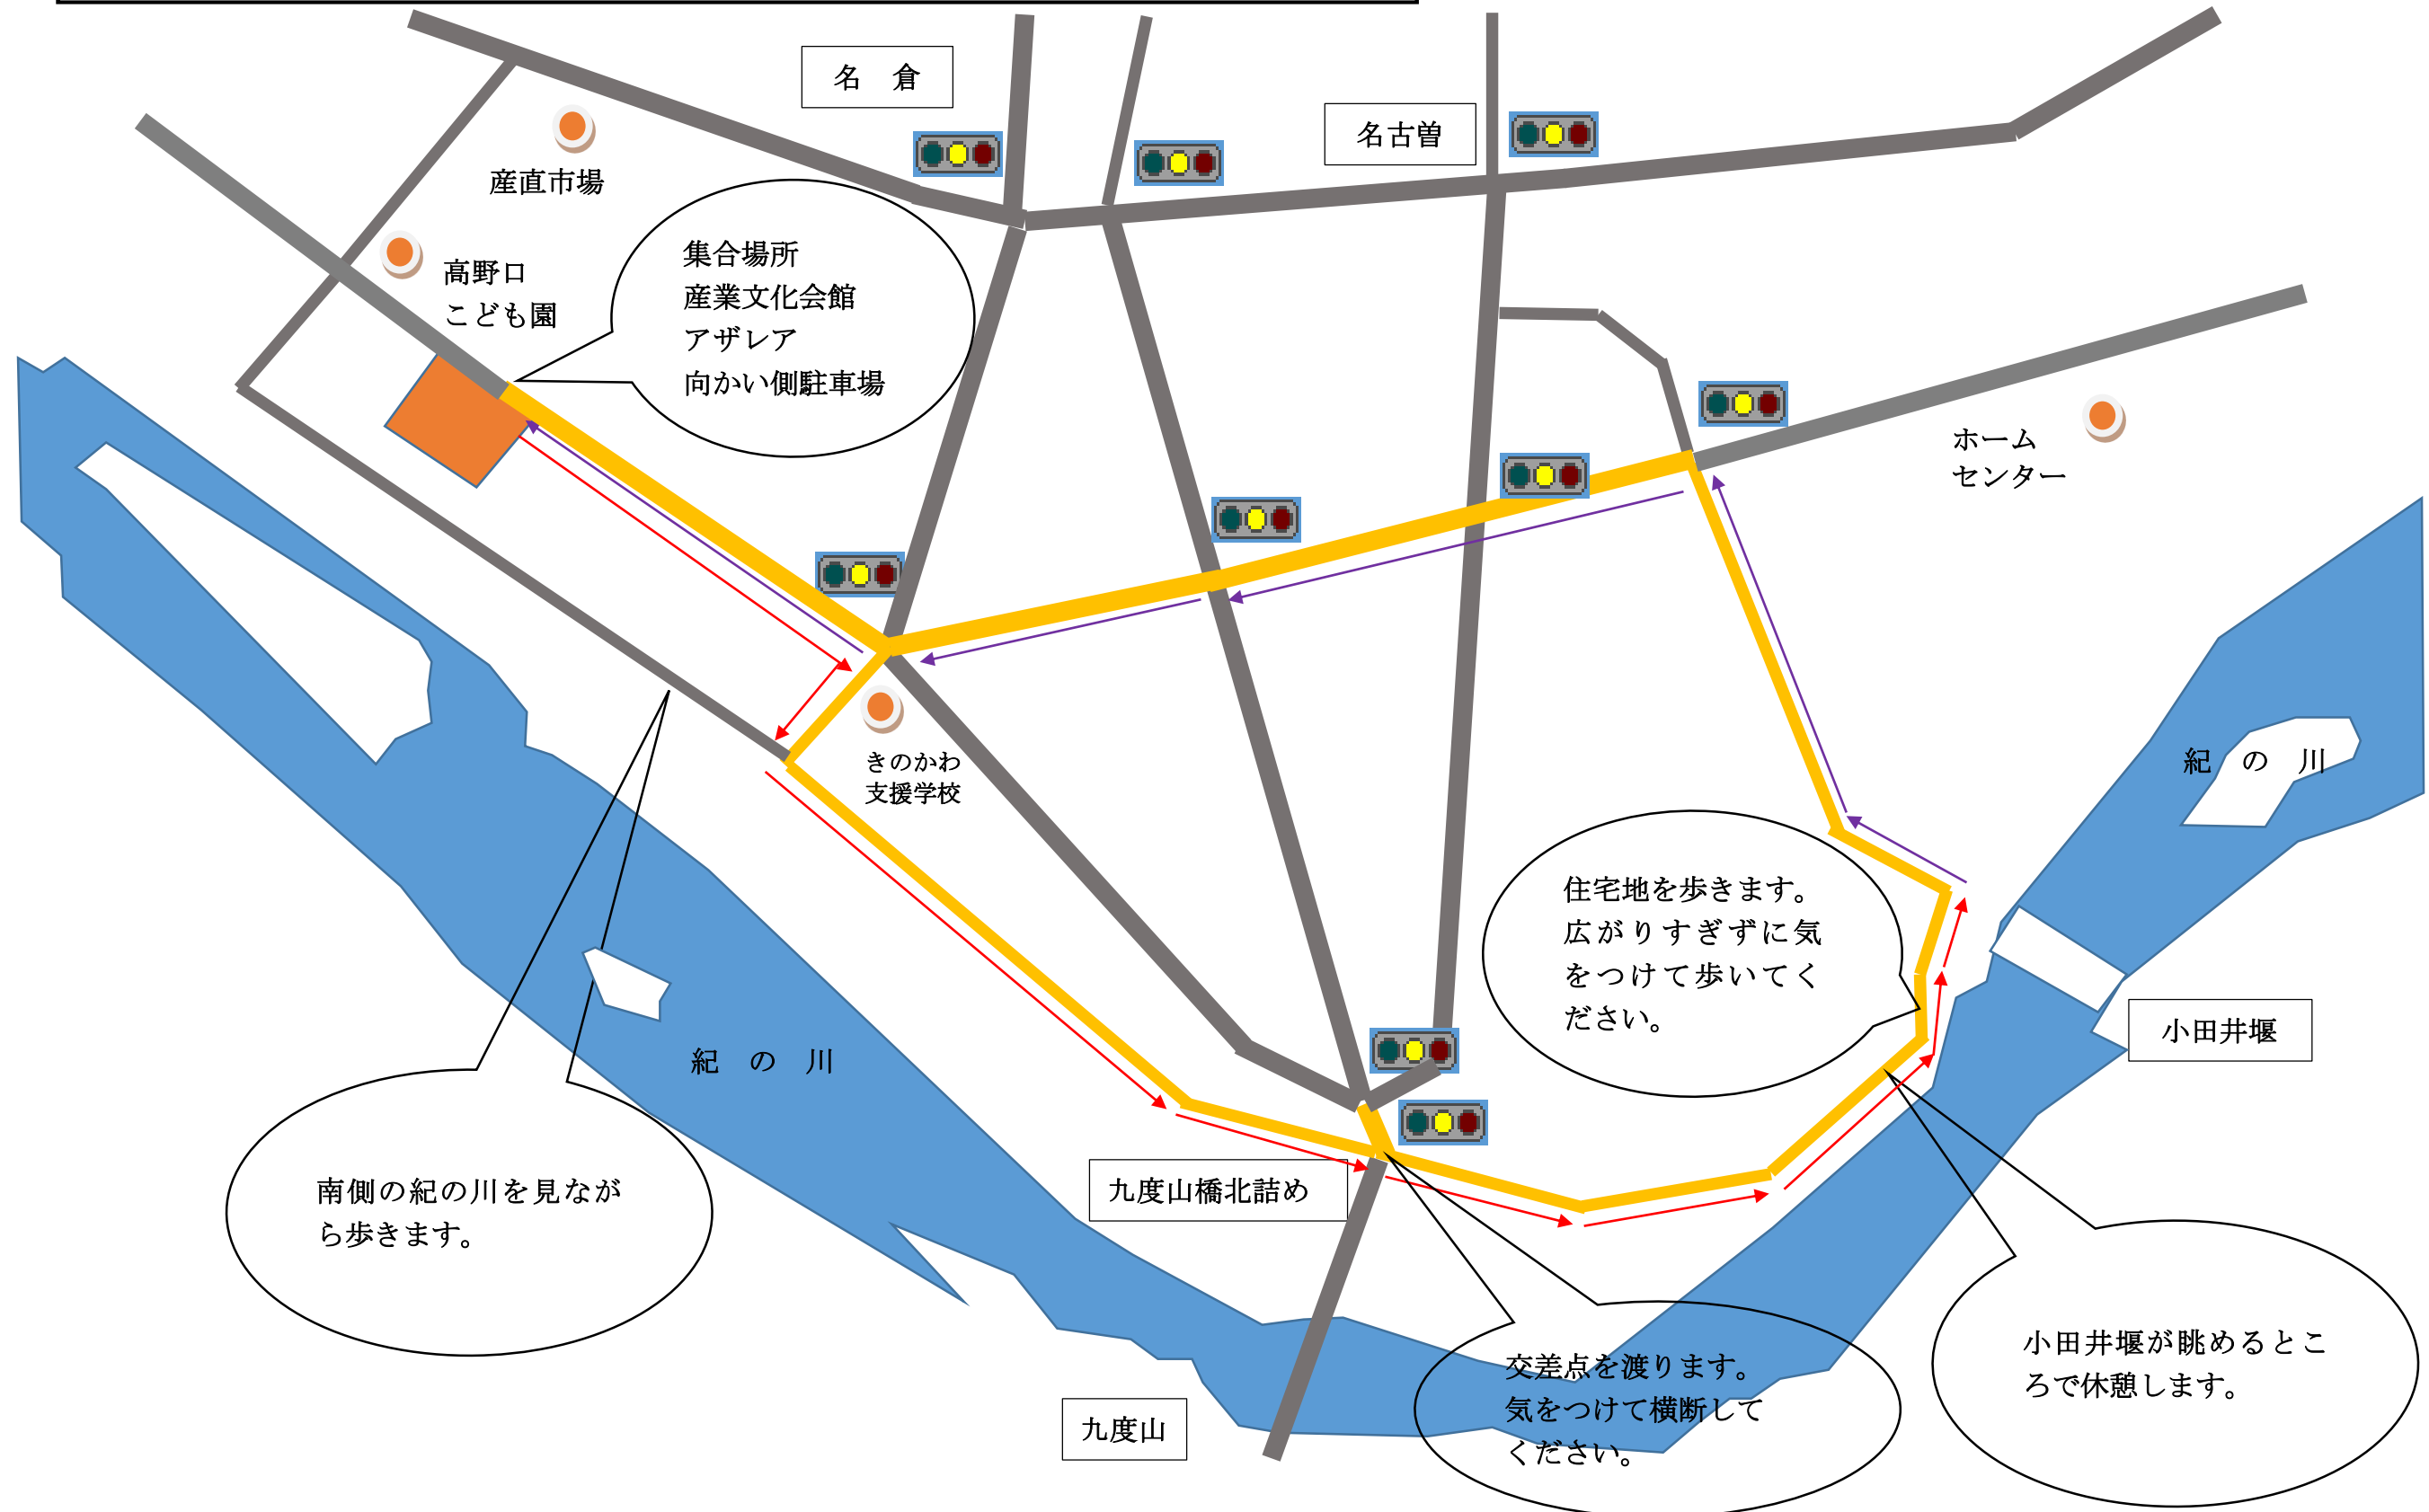 名　倉
名古曽
産直市場
高野口
こども園
集合場所
産業文化会館
アザレア
向かい側駐車場
ホーム
センター
きのかわ
支援学校
紀　の　川
住宅地を歩きます。
広がりすぎずに気
をつけて歩いてく
ださい。
小田井堰
紀　の　川
南側の紀の川を見なが
ら歩きます。
九度山橋北詰め
交差点を渡ります。
気をつけて横断して
ください。
小田井堰が眺めるとこ
ろで休憩します。
九度山